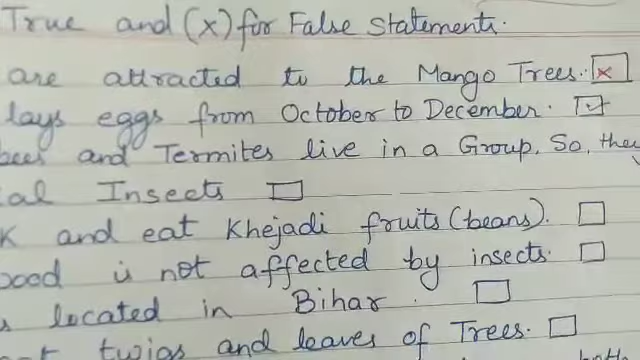 True and (x) for False Statements.
are attracted to the Mango Trees. x
lays eggs from October to December. ✓
bees and Termites live in a Group. So, they
al Insects
K and eat Khejadi fruits (beans).
ood is not affected by insects.
located in Bihar.
twigs and leaves of Trees.